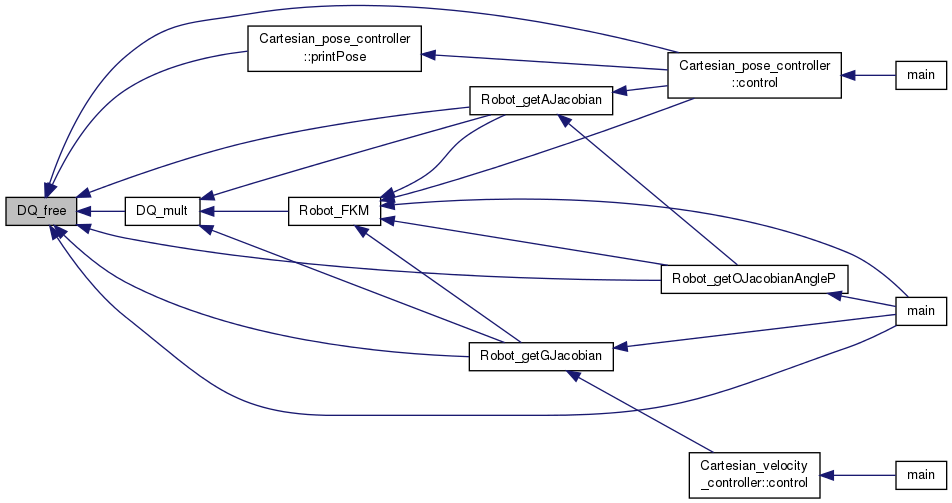 Cartesian_pose_controller
::printPose
Cartesian_pose_controller
::control
main
Robot_getAJacobian
DQ_free
DQ_mult
Robot_FKM
Robot_getOJacobianAngleP
main
Robot_getGJacobian
Cartesian_velocity
_controller::control
main